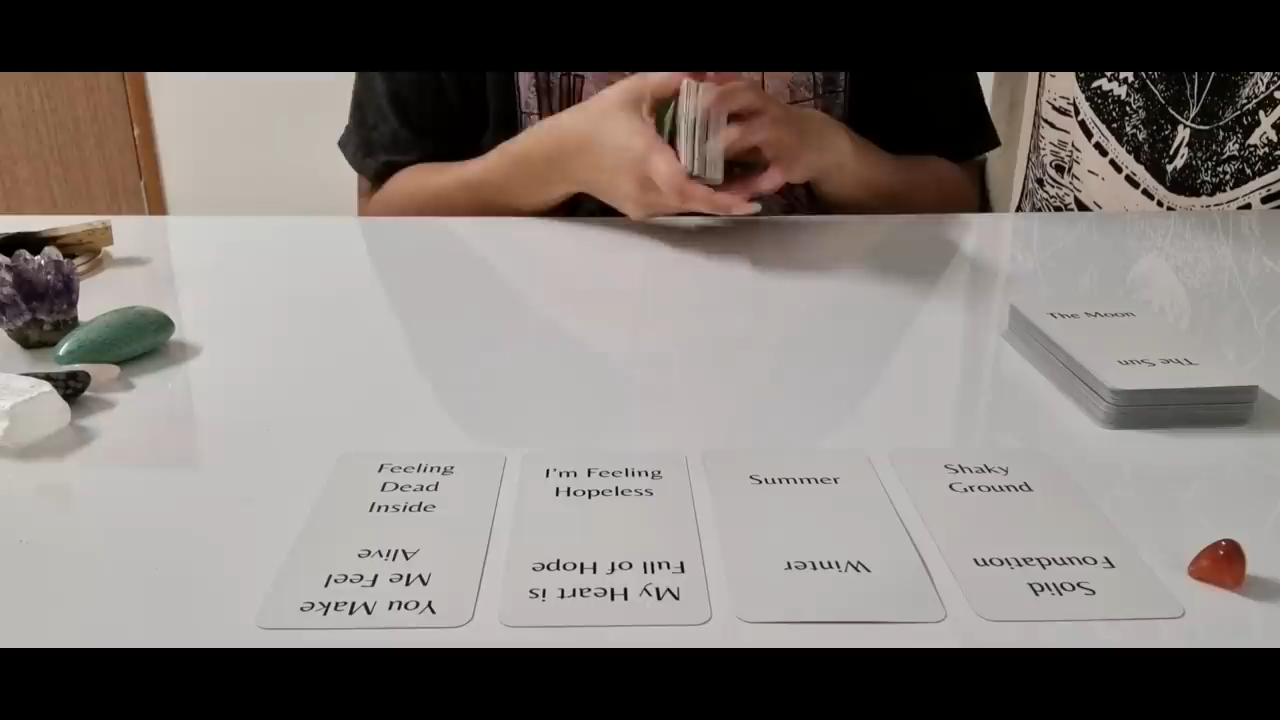 The Moon
The Sun
Feeling
Dead
Inside
You Make
Me Feel
Alive
I'm Feeling
Hopeless
My Heart is
Full of Hope
Summer
Winter
Shaky
Ground
Solid
Foundation